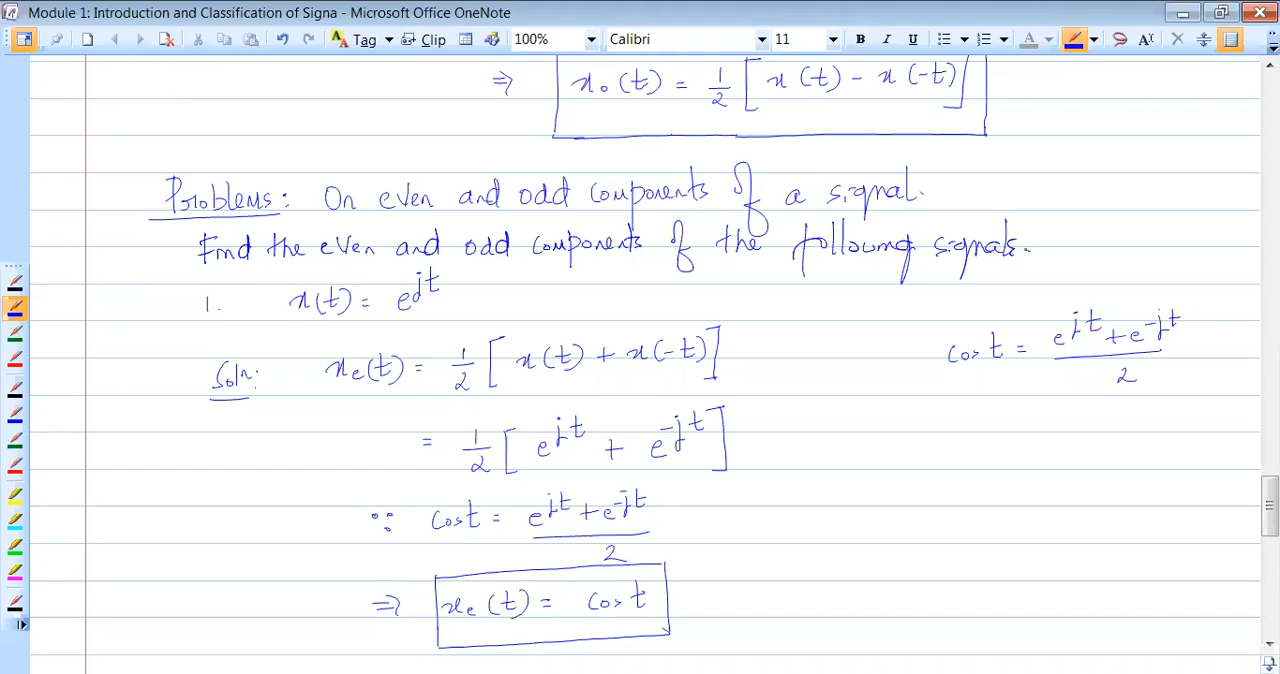 Module 1: Introduction and Classification of Signa - Microsoft Office OneNote
Tag Clip 100% Calibri 11 B I U A
⇒ x₀(t) = 1/2 [x(t) - x(-t)]
Problems: On even and odd components of a signal.
Find the even and odd components of the following signals.
1. x(t) = e^{jt}
Soln: xₑ(t) = 1/2 [x(t) + x(-t)]
cos t = (e^{jt} + e^{-jt})/2
= 1/2 [e^{jt} + e^{-jt}]
∵ cos t = (e^{jt} + e^{-jt})/2
⇒ xₑ(t) = cos t